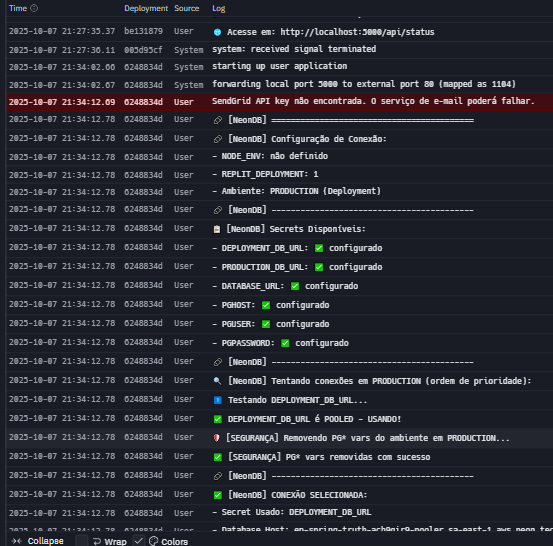 Time Deployment Source Log
2025-10-07 21:27:35.37 be131879 User 🌐 Acesse em: http://localhost:5000/api/status
2025-10-07 21:27:36.11 005d95cf System system: received signal terminated
2025-10-07 21:34:02.66 6248834d System starting up user application
2025-10-07 21:34:02.67 6248834d System forwarding local port 5000 to external port 80 (mapped as 1104)
2025-10-07 21:34:12.69 6248834d User SendGrid API key não encontrada. O serviço de e-mail poderá falhar.
2025-10-07 21:34:12.78 6248834d User 🔗 [NeonDB] ==========================================
2025-10-07 21:34:12.78 6248834d User 🔗 [NeonDB] Configuração de Conexão:
2025-10-07 21:34:12.78 6248834d User - NODE_ENV: não definido
2025-10-07 21:34:12.78 6248834d User - REPLIT_DEPLOYMENT: 1
2025-10-07 21:34:12.78 6248834d User - Ambiente: PRODUCTION (Deployment)
2025-10-07 21:34:12.78 6248834d User 🔗 [NeonDB] ------------------------------------------
2025-10-07 21:34:12.78 6248834d User 📋 [NeonDB] Secrets Disponíveis:
2025-10-07 21:34:12.78 6248834d User - DEPLOYMENT_DB_URL: ✅ configurado
2025-10-07 21:34:12.78 6248834d User - PRODUCTION_DB_URL: ✅ configurado
2025-10-07 21:34:12.78 6248834d User - DATABASE_URL: ✅ configurado
2025-10-07 21:34:12.78 6248834d User - PGHOST: ✅ configurado
2025-10-07 21:34:12.78 6248834d User - PGUSER: ✅ configurado
2025-10-07 21:34:12.78 6248834d User - PGPASSWORD: ✅ configurado
2025-10-07 21:34:12.78 6248834d User 🔗 [NeonDB] ------------------------------------------
2025-10-07 21:34:12.78 6248834d User 🔍 [NeonDB] Tentando conexões em PRODUCTION (ordem de prioridade):
2025-10-07 21:34:12.78 6248834d User Testando DEPLOYMENT_DB_URL...
2025-10-07 21:34:12.78 6248834d User ✅ DEPLOYMENT_DB_URL é POOLED - USANDO!
2025-10-07 21:34:12.78 6248834d User 🛡️ [SEGURANÇA] Removendo PG* vars do ambiente em PRODUCTION...
2025-10-07 21:34:12.78 6248834d User ✅ [SEGURANÇA] PG* vars removidas com sucesso
2025-10-07 21:34:12.78 6248834d User 🔗 [NeonDB] ------------------------------------------
2025-10-07 21:34:12.78 6248834d User ✅ [NeonDB] CONEXÃO SELECIONADA:
2025-10-07 21:34:12.78 6248834d User - Secret Usado: DEPLOYMENT_DB_URL
2025-10-07 21:34:12.78 6248834d User - Database Host:
Collapse Wrap Colors